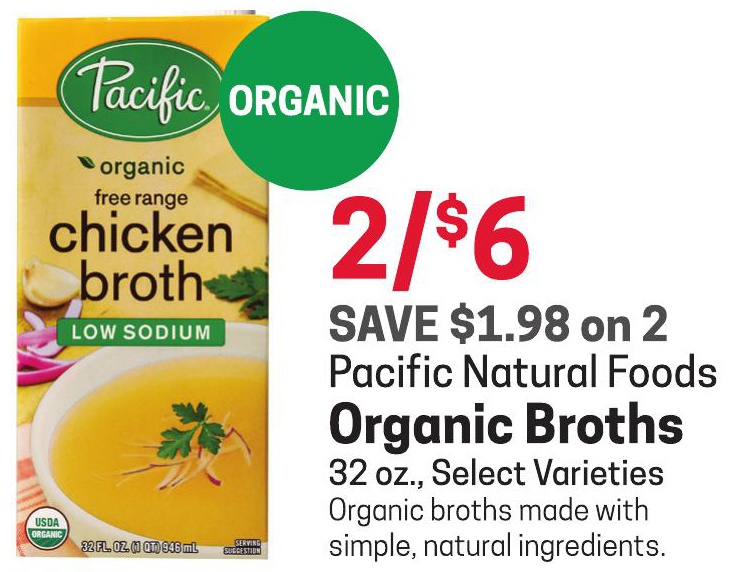 Pacific
ORGANIC
organic
free range
chicken
broth
LOW SODIUM
USDA
ORGANIC
32 FL. OZ. (1 QT) 946 mL
SERVING
SUGGESTION
2/$6
SAVE $1.98 on 2
Pacific Natural Foods
Organic Broths
32 oz., Select Varieties
Organic broths made with
simple, natural ingredients.